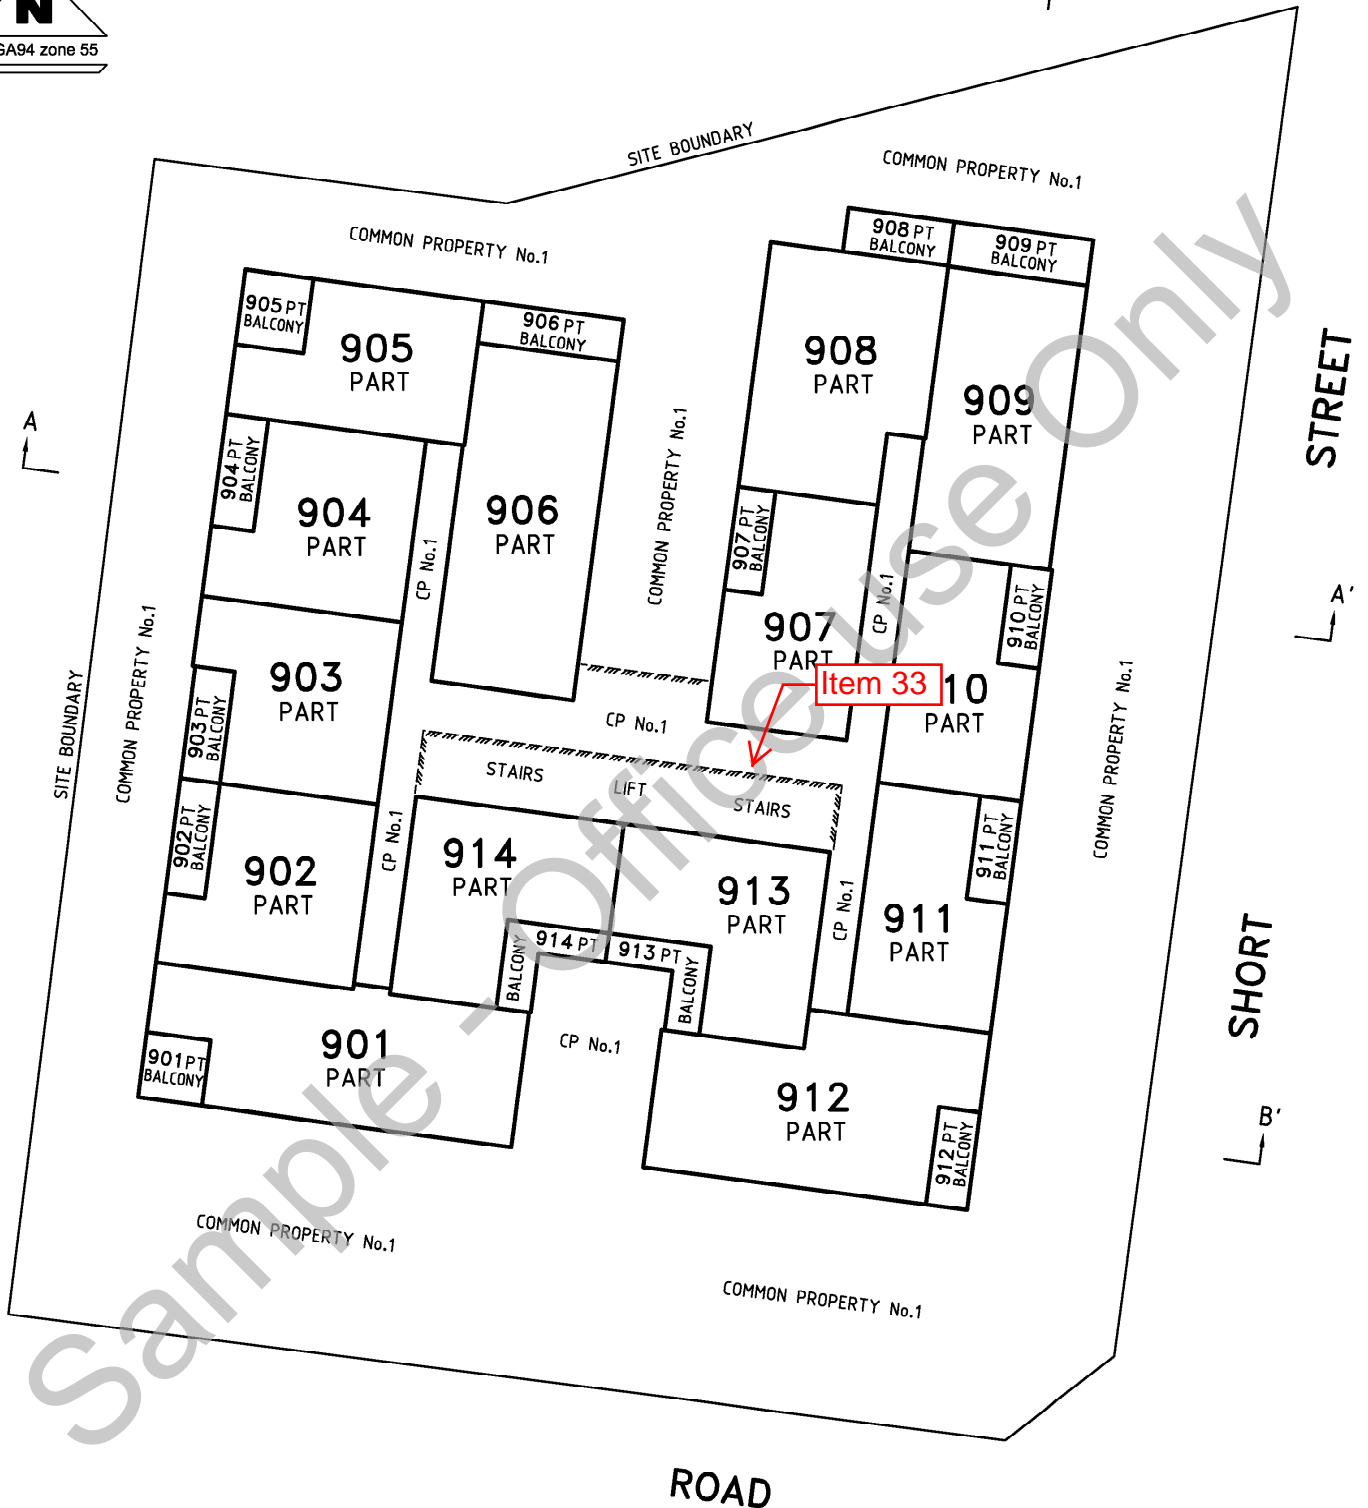 N
GA94 zone 55
SITE BOUNDARY
COMMON PROPERTY No.1
COMMON PROPERTY No.1
908 PT
BALCONY
909 PT
BALCONY
905 PT
BALCONY
905
PART
906 PT
BALCONY
908
PART
909
PART
STREET
A
904 PT
BALCONY
904
PART
906
PART
COMMON PROPERTY No.1
907 PT
BALCONY
CP No.1
CP No.1
907
PART
910 PT
BALCONY
A'
COMMON PROPERTY No.1
SITE BOUNDARY
903
PART
903 PT
BALCONY
Item 33
10
PART
CP No.1
COMMON PROPERTY No.1
STAIRS
LIFT
STAIRS
902 PT
BALCONY
902
PART
CP No.1
914
PART
913
PART
CP No.1
911
PART
911 PT
BALCONY
914 PT
BALCONY
913 PT
BALCONY
SHORT
901
PART
901 PT
BALCONY
CP No.1
912
PART
912 PT
BALCONY
B'
COMMON PROPERTY No.1
COMMON PROPERTY No.1
ROAD
Sample - Office use Only